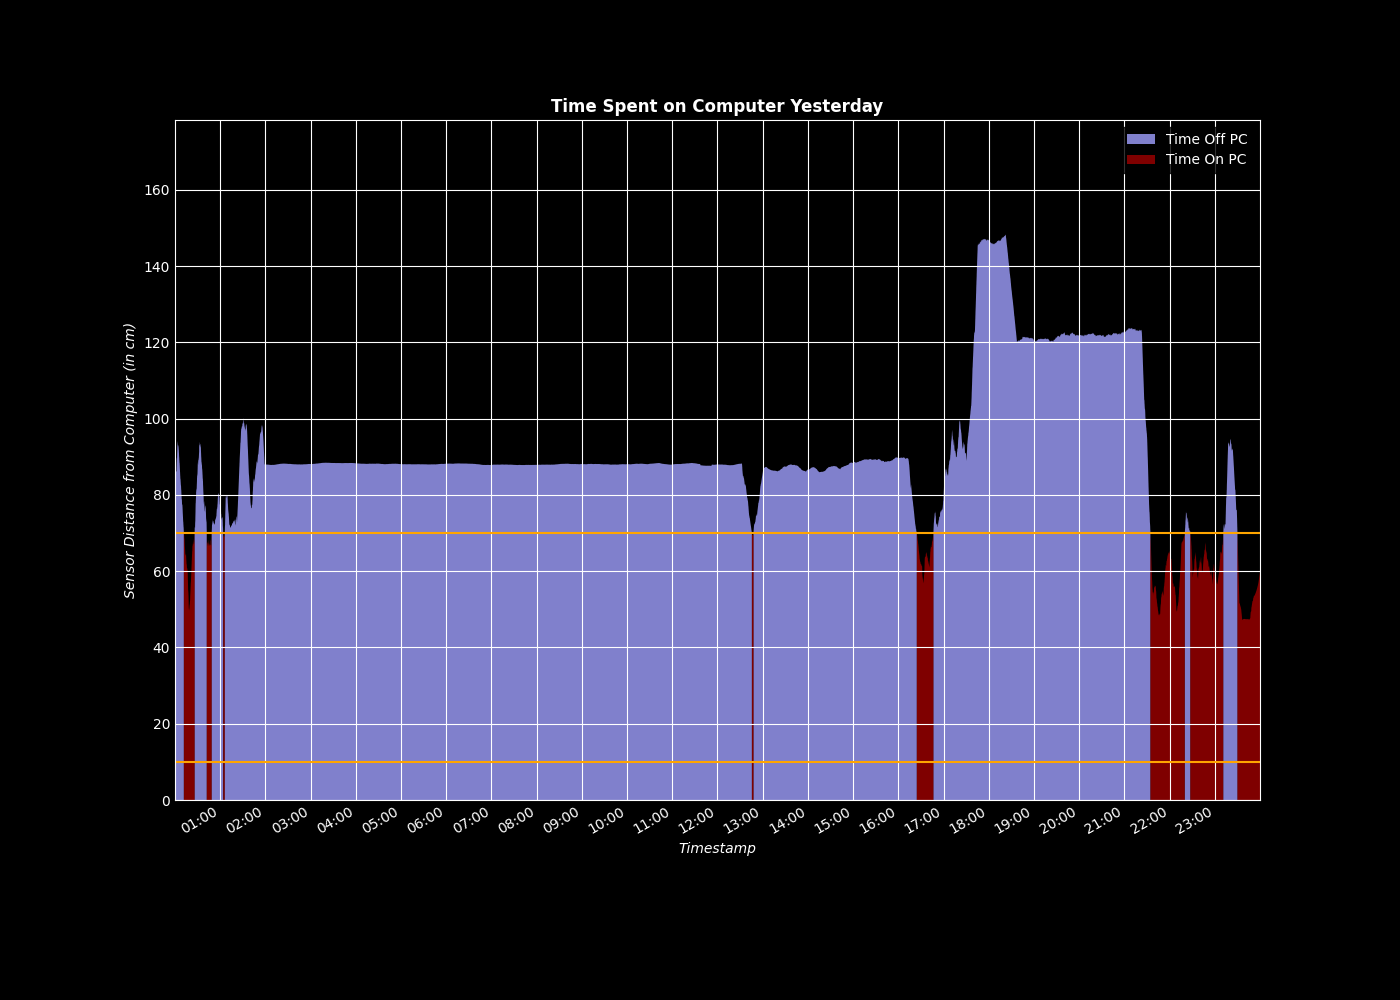 Time Spent on Computer Yesterday
Time Off PC
Time On PC
160
140
120
100
80
60
40
20
0
Sensor Distance from Computer (in cm)
01:00 02:00 03:00 04:00 05:00 06:00 07:00 08:00 09:00 10:00 11:00 12:00 13:00 14:00 15:00 16:00 17:00 18:00 19:00 20:00 21:00 22:00 23:00
Timestamp